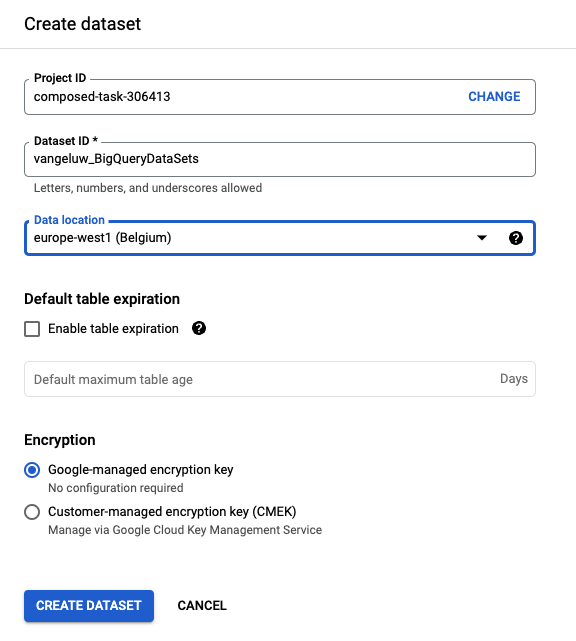 Create dataset
Project ID
composed-task-306413 CHANGE
Dataset ID *
vangeluw_BigQueryDataSets
Letters, numbers, and underscores allowed
Data location
europe-west1 (Belgium) ?
Default table expiration
Enable table expiration ?
Default maximum table age Days
Encryption
Google-managed encryption key
No configuration required
Customer-managed encryption key (CMEK)
Manage via Google Cloud Key Management Service
CREATE DATASET CANCEL